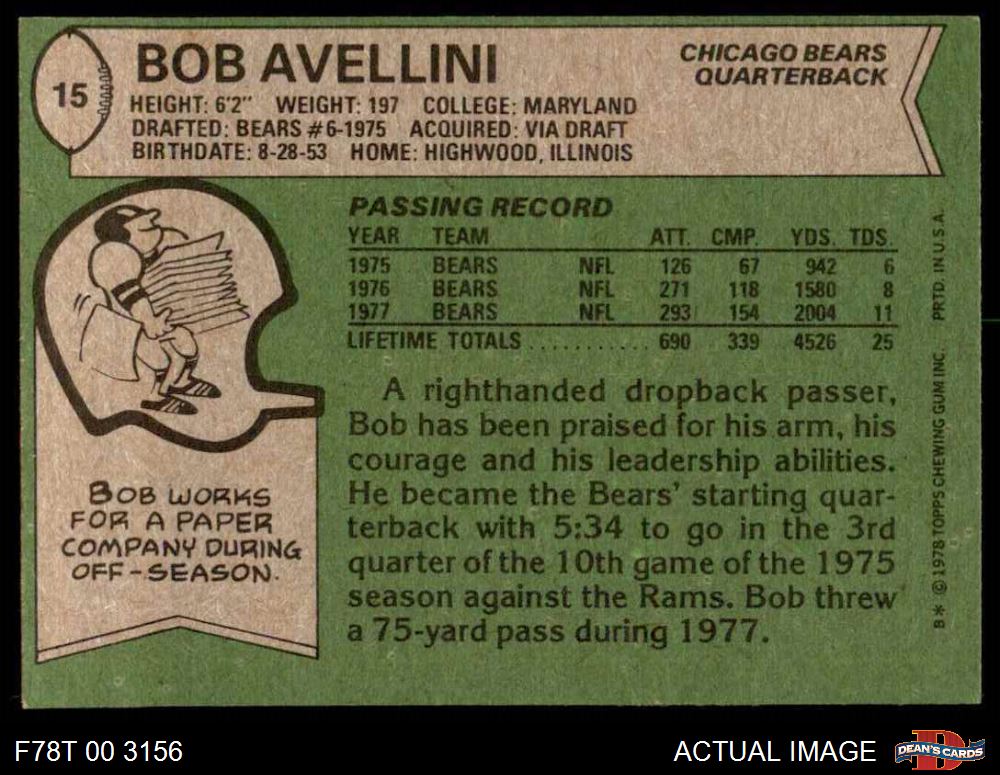 15
BOB AVELLINI
CHICAGO BEARS
QUARTERBACK
HEIGHT: 6'2" WEIGHT: 197 COLLEGE: MARYLAND
DRAFTED: BEARS #6-1975 ACQUIRED: VIA DRAFT
BIRTHDATE: 8-28-53 HOME: HIGHWOOD, ILLINOIS
PASSING RECORD
YEAR TEAM ATT. CMP. YDS. TDS.
1975 BEARS NFL 126 67 942 6
1976 BEARS NFL 271 118 1580 8
1977 BEARS NFL 293 154 2004 11
LIFETIME TOTALS ........... 690 339 4526 25
A righthanded dropback passer,
Bob has been praised for his arm, his
courage and his leadership abilities.
He became the Bears' starting quar-
terback with 5:34 to go in the 3rd
quarter of the 10th game of the 1975
season against the Rams. Bob threw
a 75-yard pass during 1977.
BOB WORKS
FOR A PAPER
COMPANY DURING
OFF-SEASON.
B* © 1978 TOPPS CHEWING GUM INC. PRTD. IN U.S.A.
F78T 00 3156
ACTUAL IMAGE
D
DEAN'S CARDS